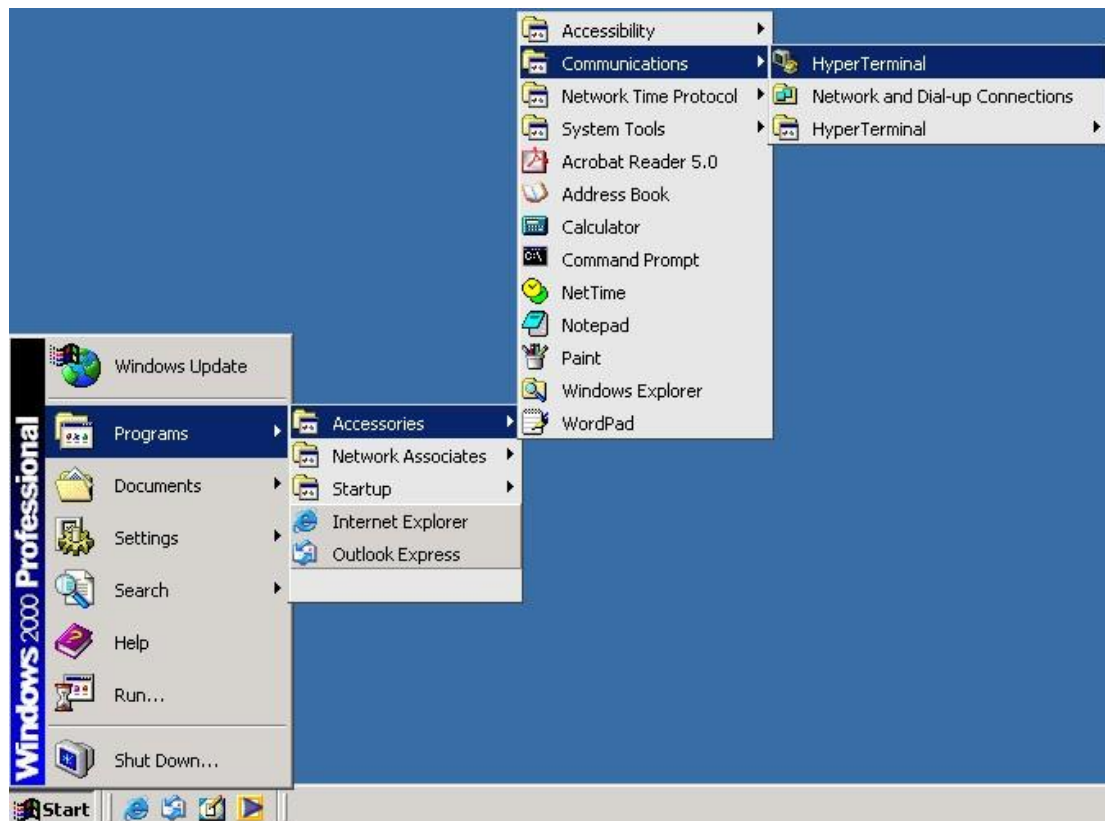 Accessibility
Communications
Network Time Protocol
System Tools
Acrobat Reader 5.0
Address Book
Calculator
Command Prompt
NetTime
Notepad
Paint
Windows Explorer
WordPad
HyperTerminal
Network and Dial-up Connections
HyperTerminal
Windows Update
Programs
Documents
Settings
Search
Help
Run...
Shut Down...
Accessories
Network Associates
Startup
Internet Explorer
Outlook Express
Windows 2000 Professional
Start